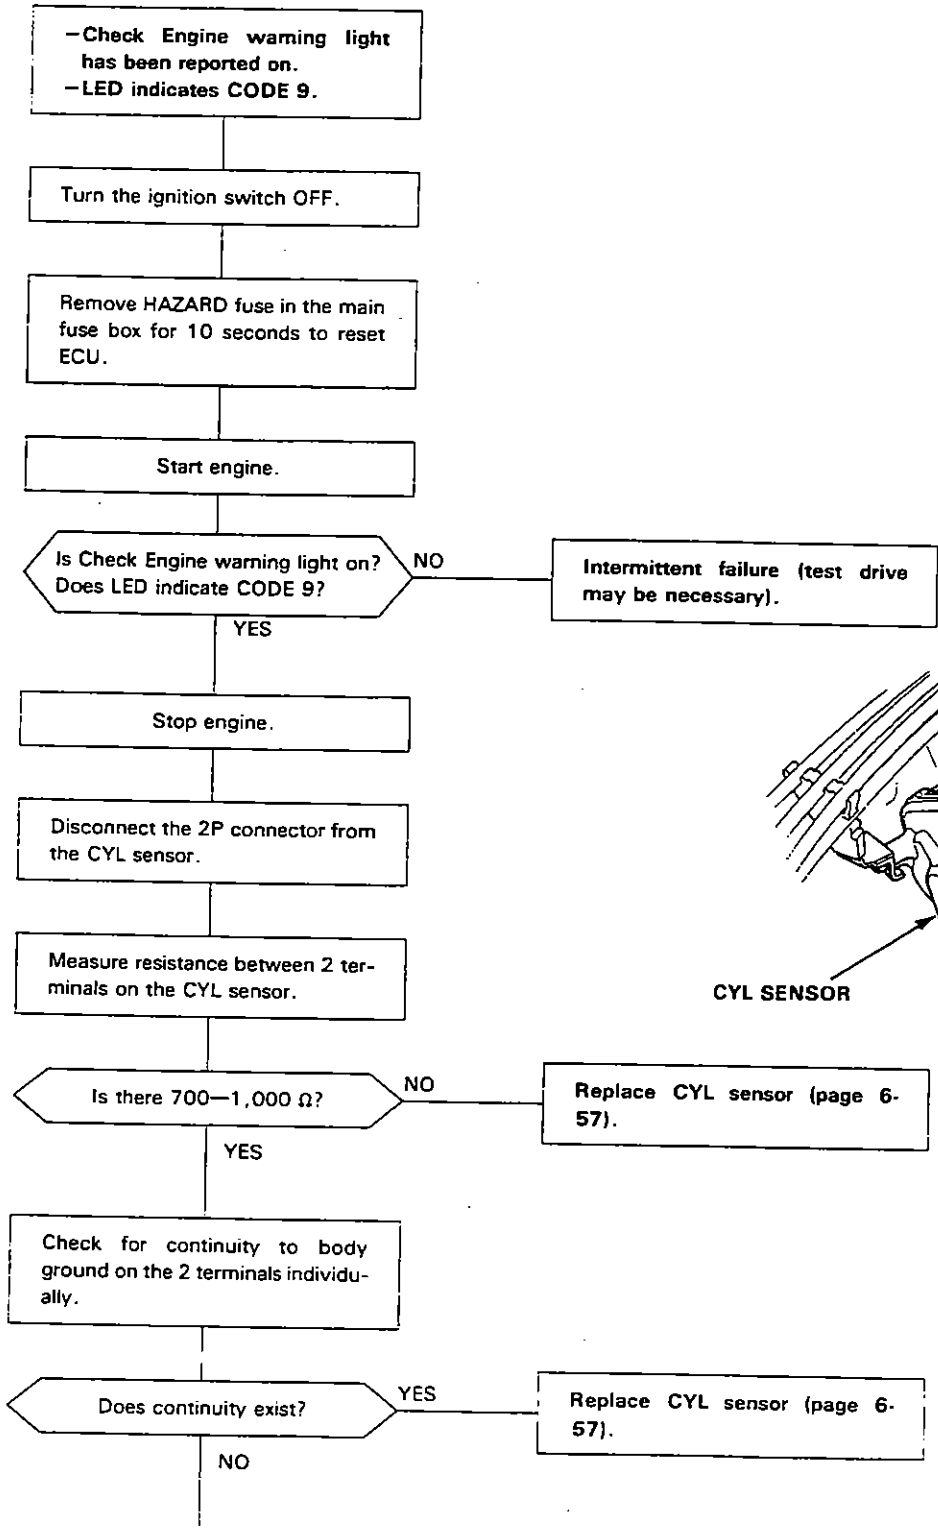 –Check Engine warning light
has been reported on.
–LED indicates CODE 9.
Turn the ignition switch OFF.
Remove HAZARD fuse in the main
fuse box for 10 seconds to reset
ECU.
Start engine.
Is Check Engine warning light on?
Does LED indicate CODE 9?
NO
Intermittent failure (test drive
may be necessary).
YES
Stop engine.
Disconnect the 2P connector from
the CYL sensor.
Measure resistance between 2 ter-
minals on the CYL sensor.
CYL SENSOR
Is there 700—1,000 Ω?
NO
Replace CYL sensor (page 6-
57).
YES
Check for continuity to body
ground on the 2 terminals individu-
ally.
Does continuity exist?
YES
Replace CYL sensor (page 6-
57).
NO